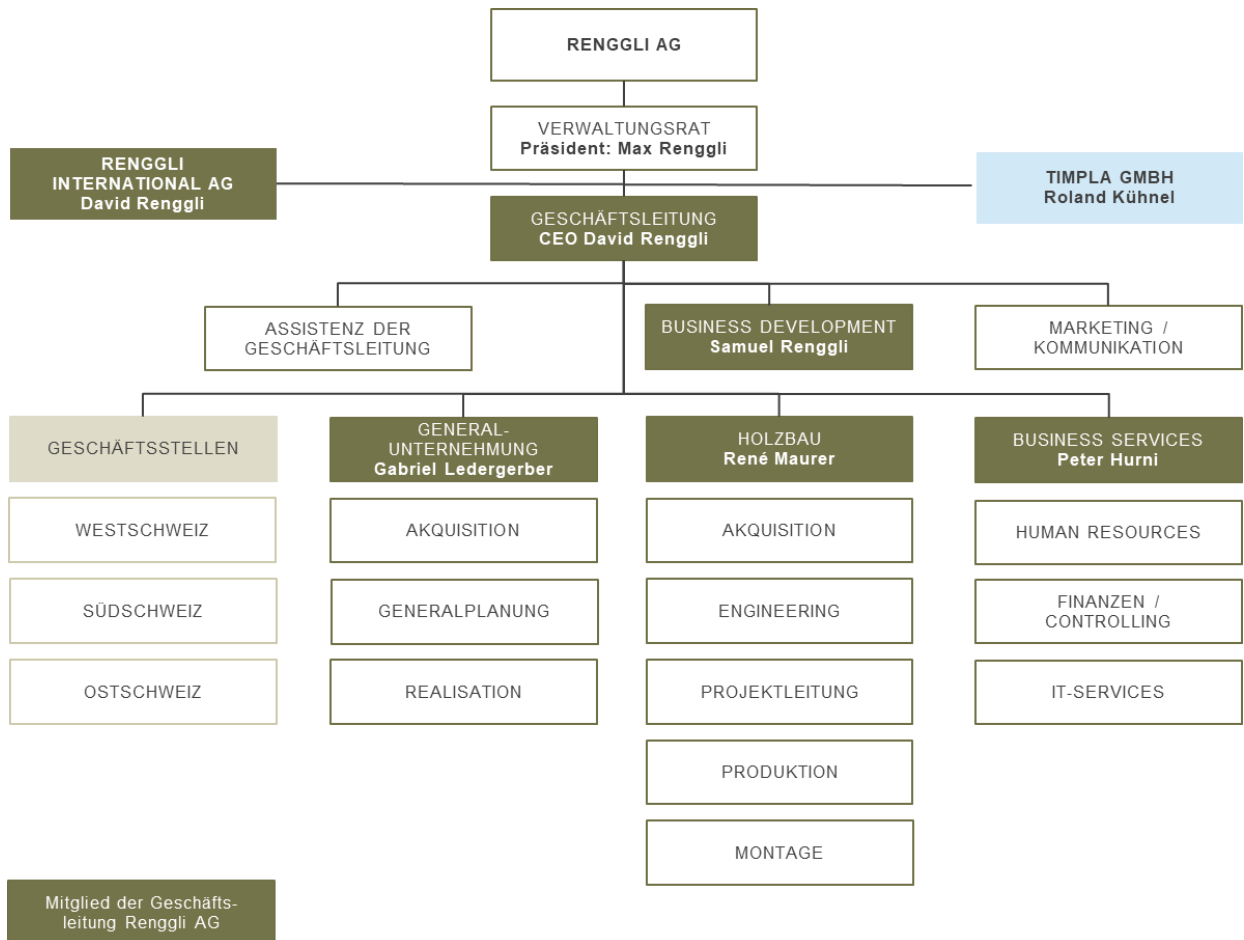 RENGGLI AG
VERWALTUNGSRAT
Präsident: Max Renggli
RENGGLI
INTERNATIONAL AG
David Renggli
TIMPLA GMBH
Roland Kühnel
GESCHÄFTSLEITUNG
CEO David Renggli
ASSISTENZ DER
GESCHÄFTSLEITUNG
BUSINESS DEVELOPMENT
Samuel Renggli
MARKETING /
KOMMUNIKATION
GESCHÄFTSSTELLEN
WESTSCHWEIZ
SÜDSCHWEIZ
OSTSCHWEIZ
GENERAL-
UNTERNEHMUNG
Gabriel Ledergerber
AKQUISITION
GENERALPLANUNG
REALISATION
HOLZBAU
René Maurer
AKQUISITION
ENGINEERING
PROJEKTLEITUNG
PRODUKTION
MONTAGE
BUSINESS SERVICES
Peter Hurni
HUMAN RESOURCES
FINANZEN /
CONTROLLING
IT-SERVICES
Mitglied der Geschäfts-
leitung Renggli AG